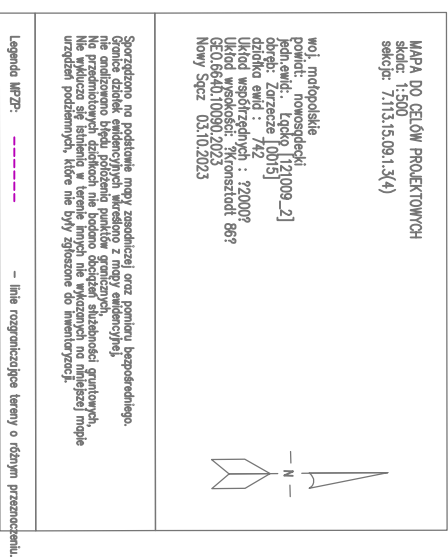 MAPA DO CELÓW PROJEKTOWYCH
skala: 1:500
sekcja: 7.113.15.09.1.3(4)
woj. małopolskie
powiat: nowosądecki
jedn.ewid.: Łącko [121009_2]
obręb: Zarzecze [0015]
działka ewid : 742
Układ współrzędnych : ?2000?
Układ wysokości: ?Kronsztadt 86?
GEO.6640.10090.2023
Nowy Sącz 03.10.2023
N
Sporządzono na podstawie mapy zasadniczej oraz pomiaru bezpośredniego.
Granice działek ewidencyjnych wkreślono z mapy ewidencyjnej,
nie analizowano błędu położenia punktów granicznych,
Na przedmiotowych działkach nie badano obciążeń służebności gruntowych,
Nie wyklucza się istnienia w terenie innych nie wykazanych na niniejszej mapie
urządzeń podziemnych, które nie były zgłoszone do inwentaryzacji.
Legenda MPZP: - linie rozgraniczające tereny o różnym przeznaczeniu.